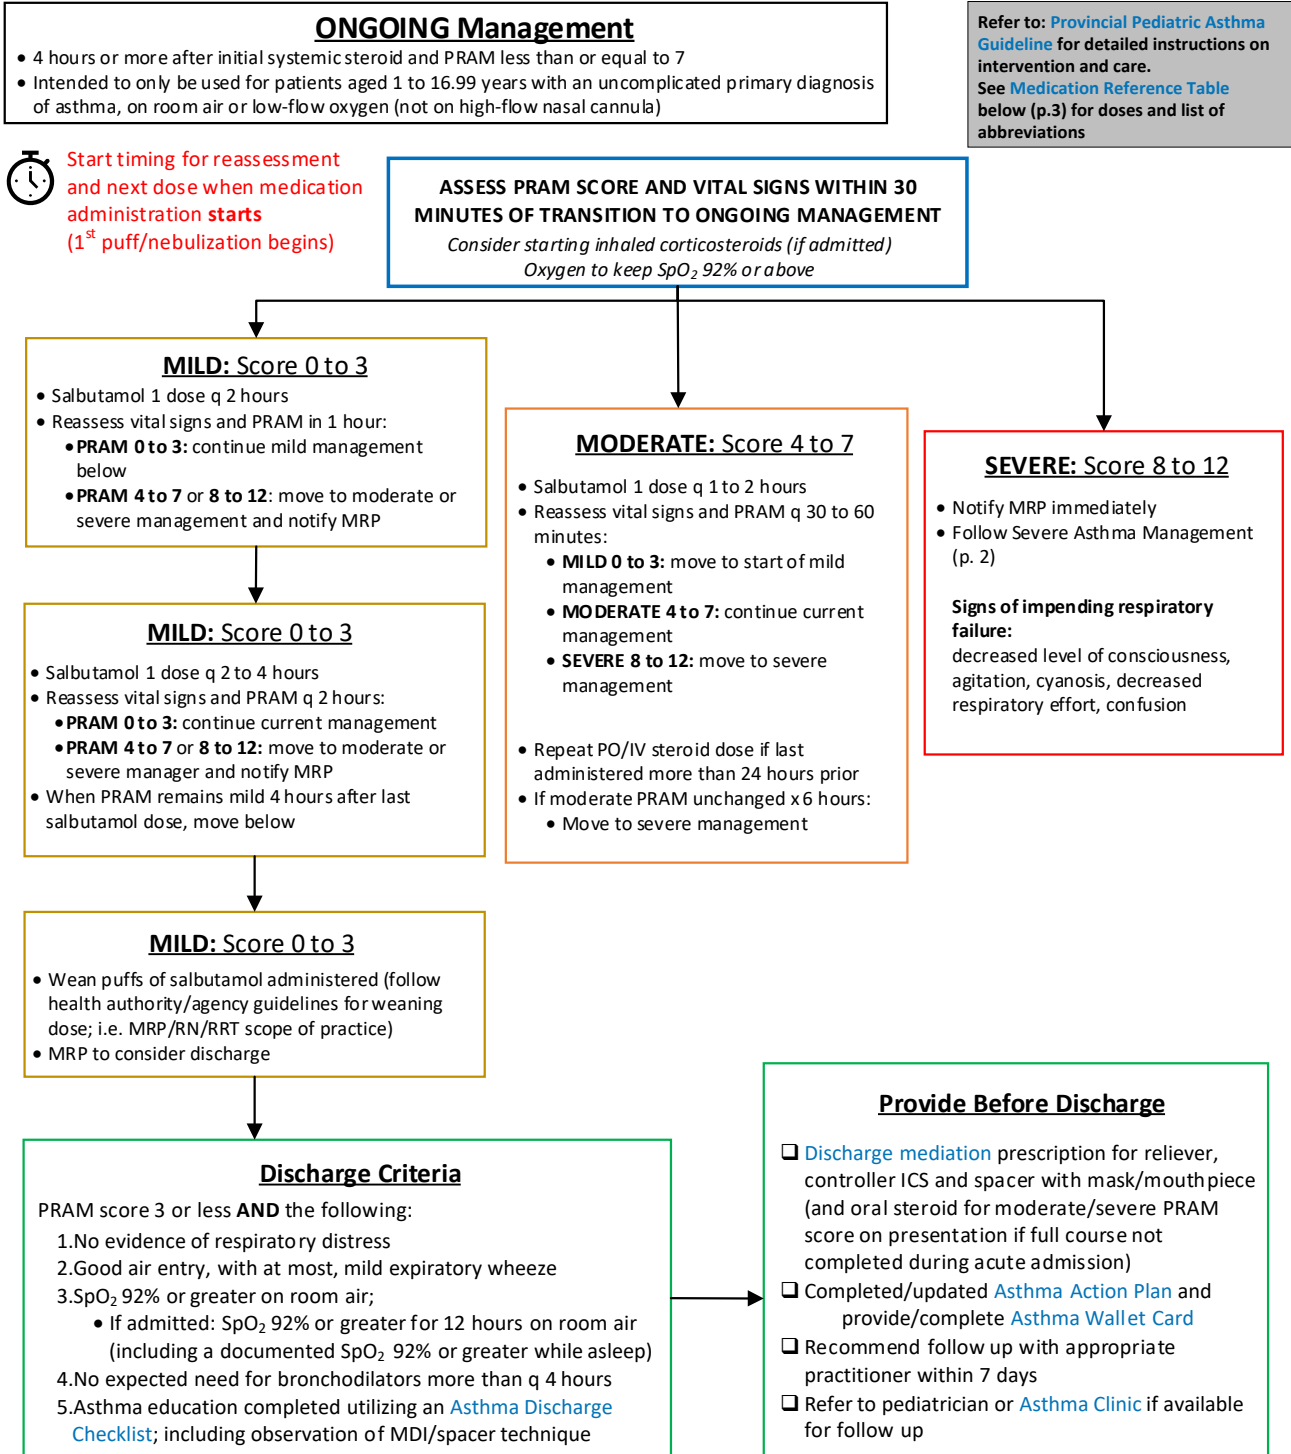 ONGOING Management
• 4 hours or more after initial systemic steroid and PRAM less than or equal to 7
• Intended to only be used for patients aged 1 to 16.99 years with an uncomplicated primary diagnosis
of asthma, on room air or low-flow oxygen (not on high-flow nasal cannula)
Refer to: Provincial Pediatric Asthma
Guideline for detailed instructions on
intervention and care.
See Medication Reference Table
below (p.3) for doses and list of
abbreviations
Start timing for reassessment
and next dose when medication
administration starts
(1st puff/nebulization begins)
ASSESS PRAM SCORE AND VITAL SIGNS WITHIN 30
MINUTES OF TRANSITION TO ONGOING MANAGEMENT
Consider starting inhaled corticosteroids (if admitted)
Oxygen to keep SpO₂ 92% or above
MILD: Score 0 to 3
• Salbutamol 1 dose q 2 hours
• Reassess vital signs and PRAM in 1 hour:
• PRAM 0 to 3: continue mild management
below
• PRAM 4 to 7 or 8 to 12: move to moderate or
severe management and notify MRP
MILD: Score 0 to 3
• Salbutamol 1 dose q 2 to 4 hours
• Reassess vital signs and PRAM q 2 hours:
• PRAM 0 to 3: continue current management
• PRAM 4 to 7 or 8 to 12: move to moderate or
severe manager and notify MRP
• When PRAM remains mild 4 hours after last
salbutamol dose, move below
MILD: Score 0 to 3
• Wean puffs of salbutamol administered (follow
health authority/agency guidelines for weaning
dose; i.e. MRP/RN/RRT scope of practice)
• MRP to consider discharge
MODERATE: Score 4 to 7
• Salbutamol 1 dose q 1 to 2 hours
• Reassess vital signs and PRAM q 30 to 60
minutes:
• MILD 0 to 3: move to start of mild
management
• MODERATE 4 to 7: continue current
management
• SEVERE 8 to 12: move to severe
management
• Repeat PO/IV steroid dose if last
administered more than 24 hours prior
• If moderate PRAM unchanged x 6 hours:
• Move to severe management
SEVERE: Score 8 to 12
• Notify MRP immediately
• Follow Severe Asthma Management
(p. 2)
Signs of impending respiratory
failure:
decreased level of consciousness,
agitation, cyanosis, decreased
respiratory effort, confusion
Discharge Criteria
PRAM score 3 or less AND the following:
1.No evidence of respiratory distress
2.Good air entry, with at most, mild expiratory wheeze
3.SpO₂ 92% or greater on room air;
• If admitted: SpO₂ 92% or greater for 12 hours on room air
(including a documented SpO₂ 92% or greater while asleep)
4.No expected need for bronchodilators more than q 4 hours
5.Asthma education completed utilizing an Asthma Discharge
Checklist; including observation of MDI/spacer technique
Provide Before Discharge
❑ Discharge mediation prescription for reliever,
controller ICS and spacer with mask/mouthpiece
(and oral steroid for moderate/severe PRAM
score on presentation if full course not
completed during acute admission)
❑ Completed/updated Asthma Action Plan and
provide/complete Asthma Wallet Card
❑ Recommend follow up with appropriate
practitioner within 7 days
❑ Refer to pediatrician or Asthma Clinic if available
for follow up